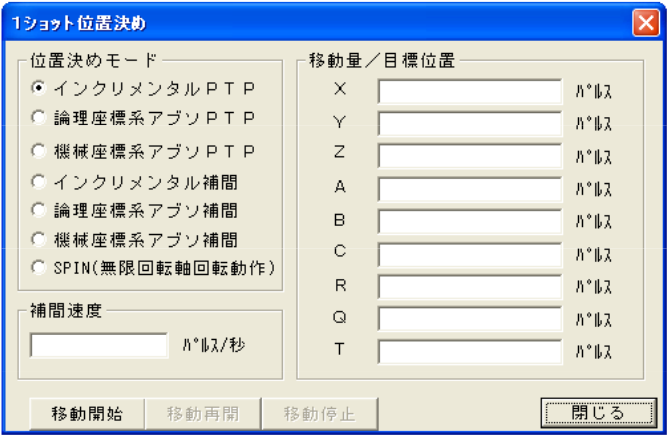 1ショット位置決め
位置決めモード
インクリメンタルＰＴＰ
論理座標系アブソＰＴＰ
機械座標系アブソＰＴＰ
インクリメンタル補間
論理座標系アブソ補間
機械座標系アブソ補間
SPIN(無限回転軸回転動作)
補間速度
ﾊﾟﾙｽ/秒
移動量／目標位置
X ﾊﾟﾙｽ
Y ﾊﾟﾙｽ
Z ﾊﾟﾙｽ
A ﾊﾟﾙｽ
B ﾊﾟﾙｽ
C ﾊﾟﾙｽ
R ﾊﾟﾙｽ
Q ﾊﾟﾙｽ
T ﾊﾟﾙｽ
移動開始 移動再開 移動停止 閉じる